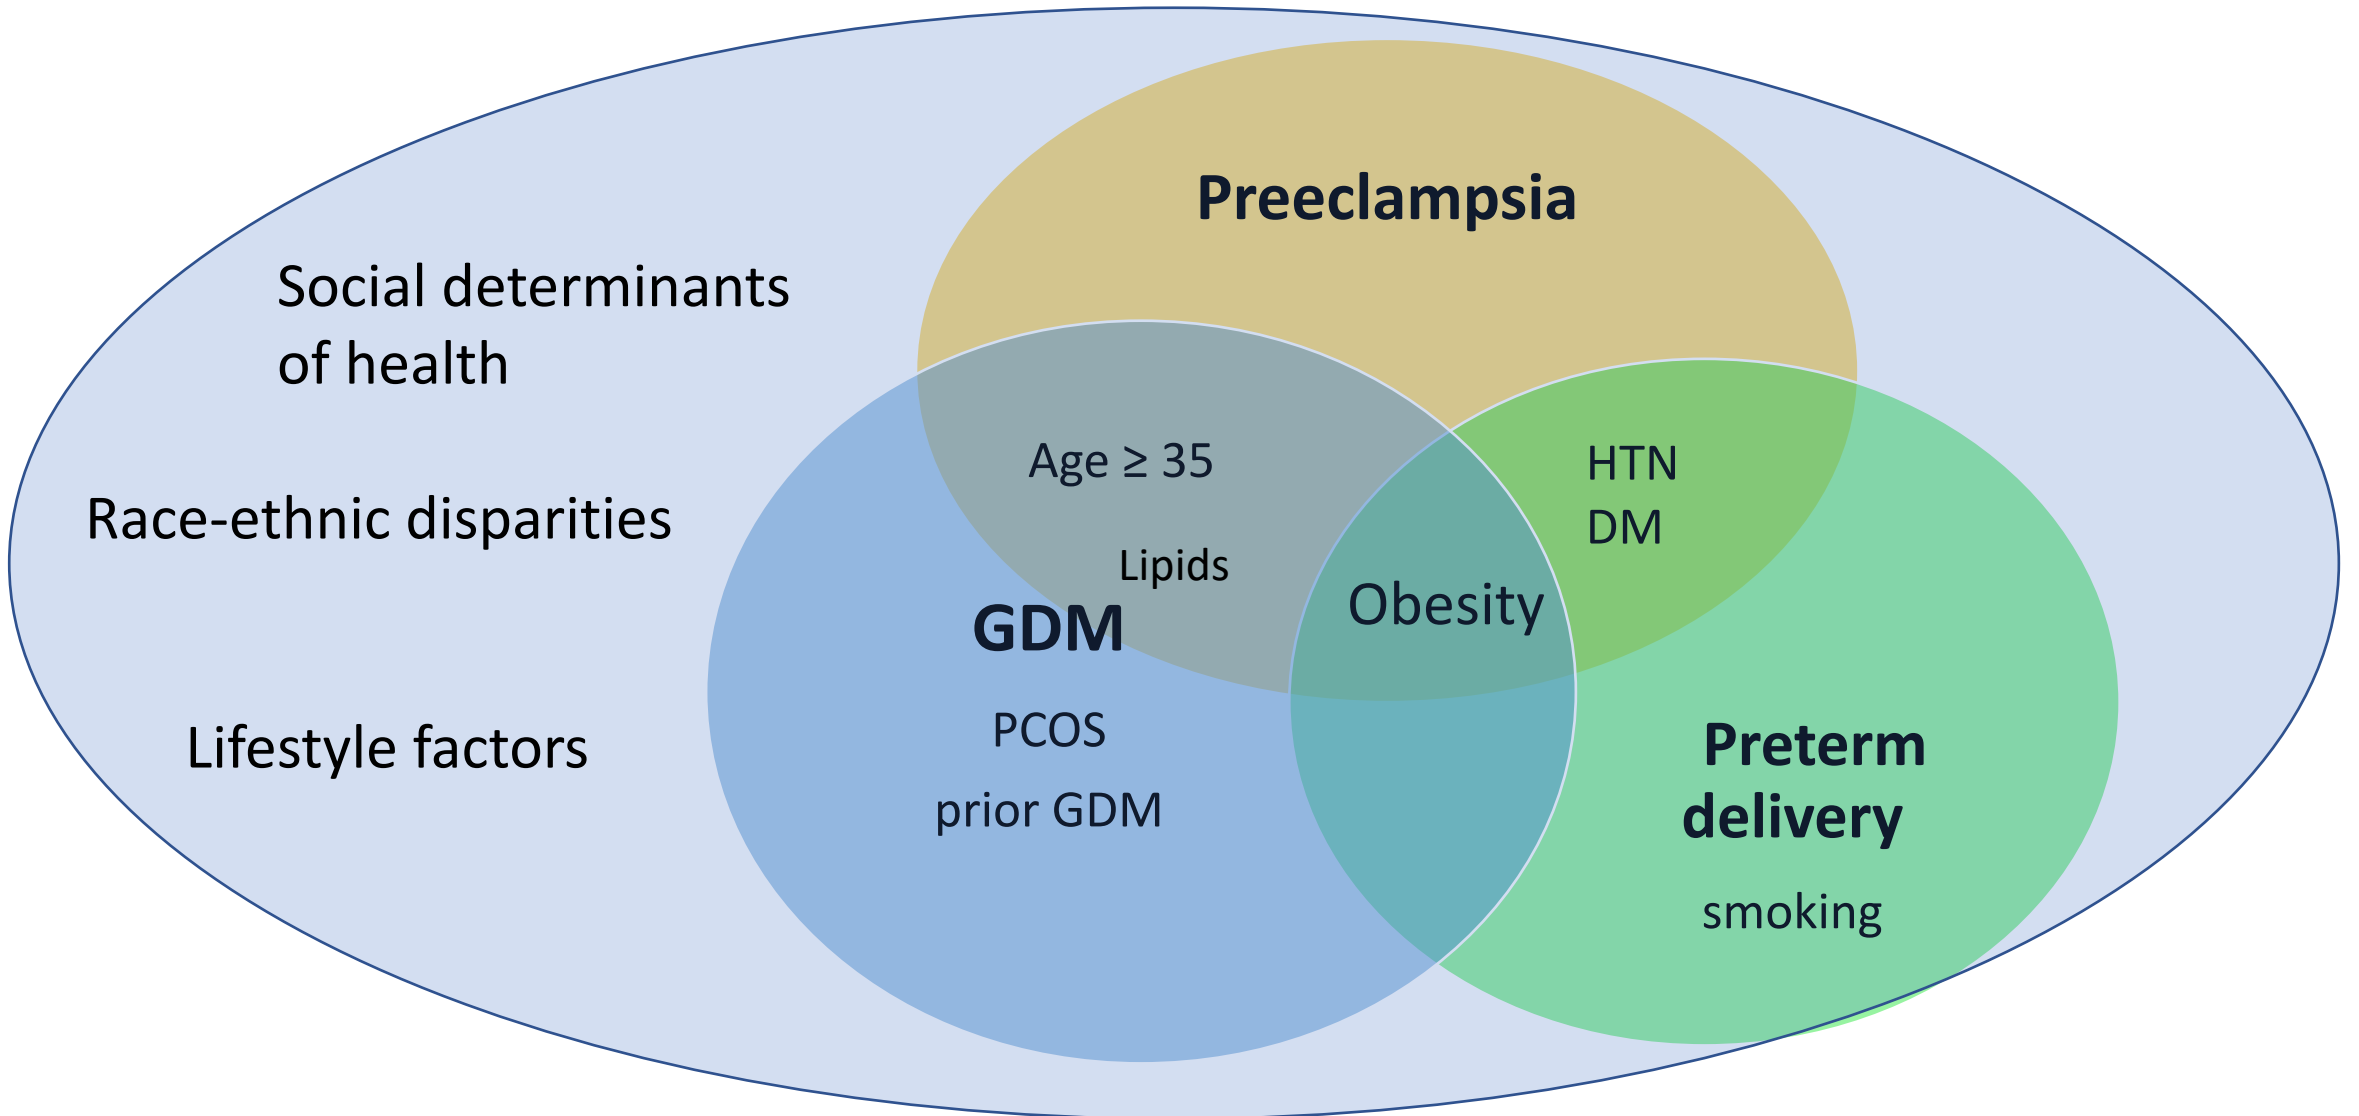 Preeclampsia
Social determinants
of health
Race-ethnic disparities
Lifestyle factors
Age ≥ 35
Lipids
HTN
DM
Obesity
GDM
PCOS
prior GDM
Preterm
delivery
smoking